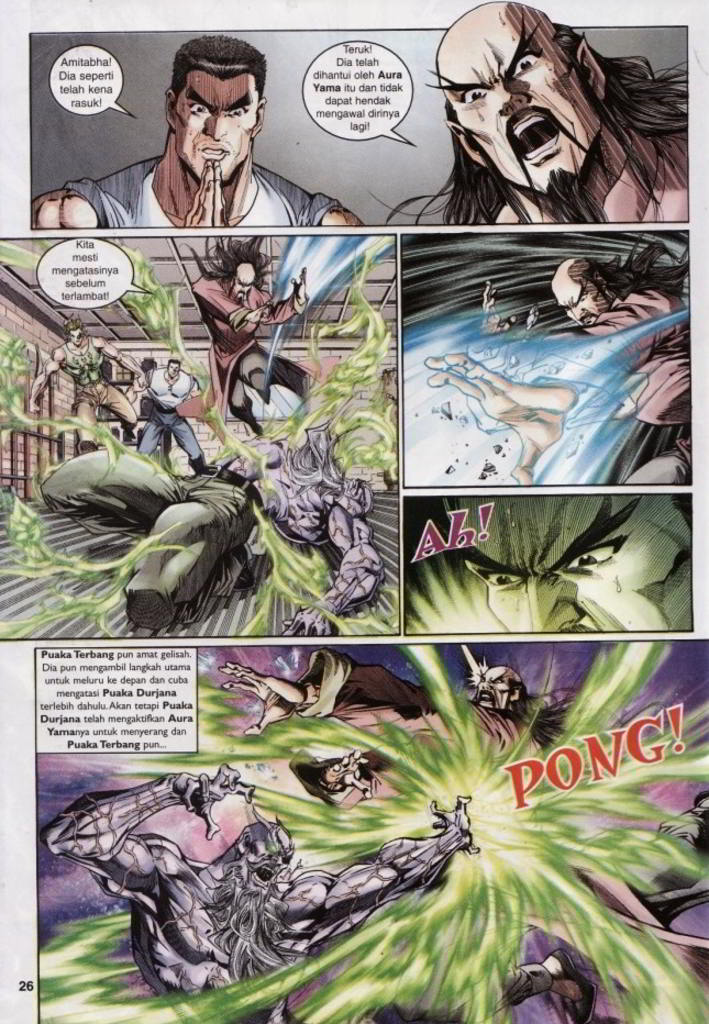 Amitabha!
Dia seperti
telah kena
rasuk!
Teruk!
Dia telah
dihantui oleh Aura
Yama itu dan tidak
dapat hendak
mengawal dirinya
lagi!
Kita
mesti
mengatasinya
sebelum
terlambat!
Ah!
Puaka Terbang pun amat gelisah.
Dia pun mengambil langkah utama
untuk meluru ke depan dan cuba
mengatasi Puaka Durjana
terlebih dahulu. Akan tetapi Puaka
Durjana telah mengaktifkan Aura
Yamanya untuk menyerang dan
Puaka Terbang pun...
PONG!
26